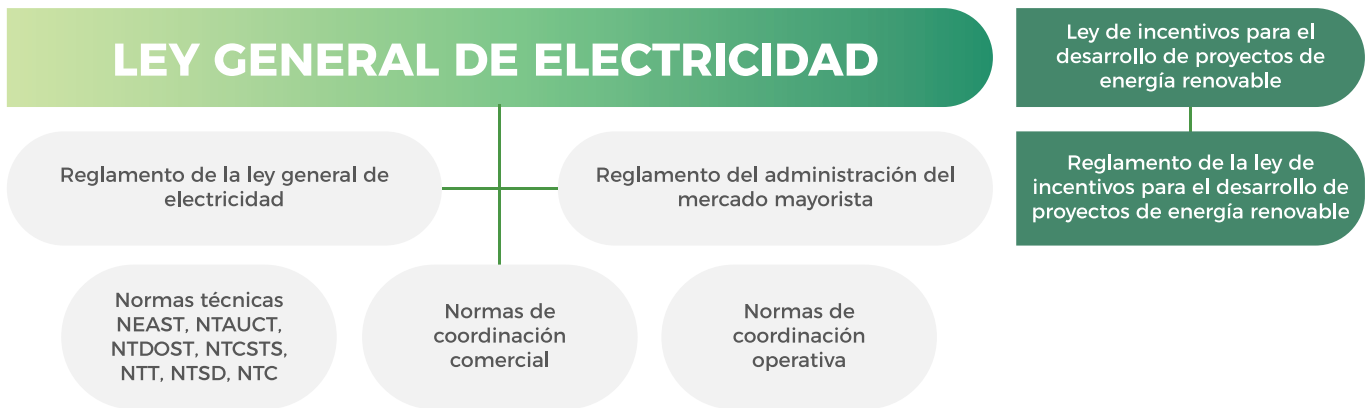 LEY GENERAL DE ELECTRICIDAD
Ley de incentivos para el
desarrollo de proyectos de
energía renovable
Reglamento de la ley general de
electricidad
Reglamento del administración del
mercado mayorista
Reglamento de la ley de
incentivos para el desarrollo de
proyectos de energía renovable
Normas técnicas
NEAST, NTAUCT,
NTDOST, NTCSTS,
NTT, NTSD, NTC
Normas de
coordinación
comercial
Normas de
coordinación
operativa